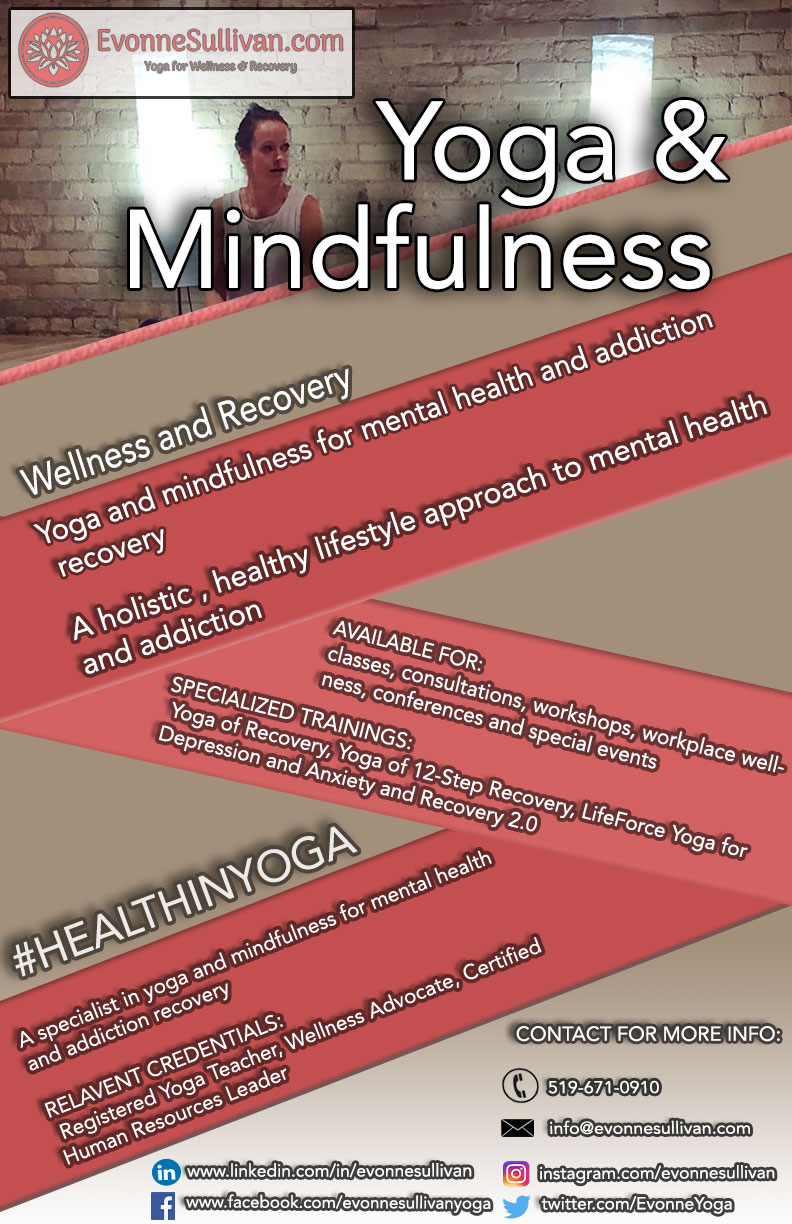 EvonneSullivan.com
Yoga for Wellness & Recovery
Yoga &
Mindfulness
Wellness and Recovery
Yoga and mindfulness for mental health and addiction
recovery
A holistic , healthy lifestyle approach to mental health
and addiction
AVAILABLE FOR:
classes, consultations, workshops, workplace well-
ness, conferences and special events
SPECIALIZED TRAININGS:
Yoga of Recovery, Yoga of 12-Step Recovery, LifeForce Yoga for
Depression and Anxiety and Recovery 2.0
#HEALTHINYOGA
A specialist in yoga and mindfulness for mental health
and addiction recovery
RELAVENT CREDENTIALS:
Registered Yoga Teacher, Wellness Advocate, Certified
Human Resources Leader
CONTACT FOR MORE INFO:
519-671-0910
info@evonnesullivan.com
www.linkedin.com/in/evonnesullivan
instagram.com/evonnesullivan
www.facebook.com/evonnesullivanyoga
twitter.com/EvonneYoga